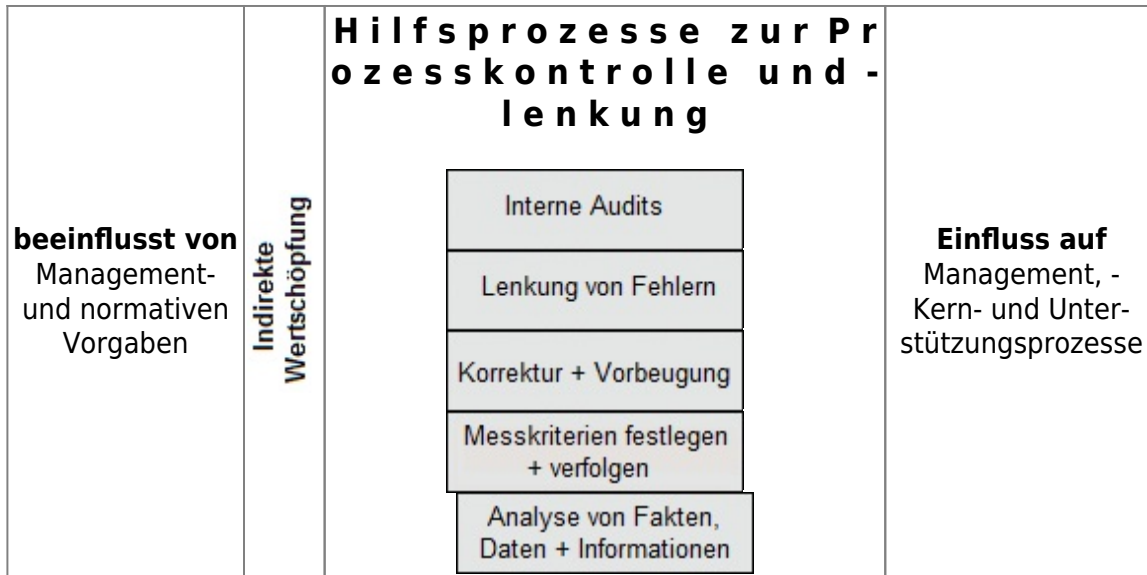 beeinflusst von
Management-
und normativen
Vorgaben
Indirekte
Wertschöpfung
Hilfsprozesse zur Pr
ozesskontrolle und -
lenkung
Interne Audits
Lenkung von Fehlern
Korrektur + Vorbeugung
Messkriterien festlegen
+ verfolgen
Analyse von Fakten,
Daten + Informationen
Einfluss auf
Management, -
Kern- und Unter-
stützungsprozesse